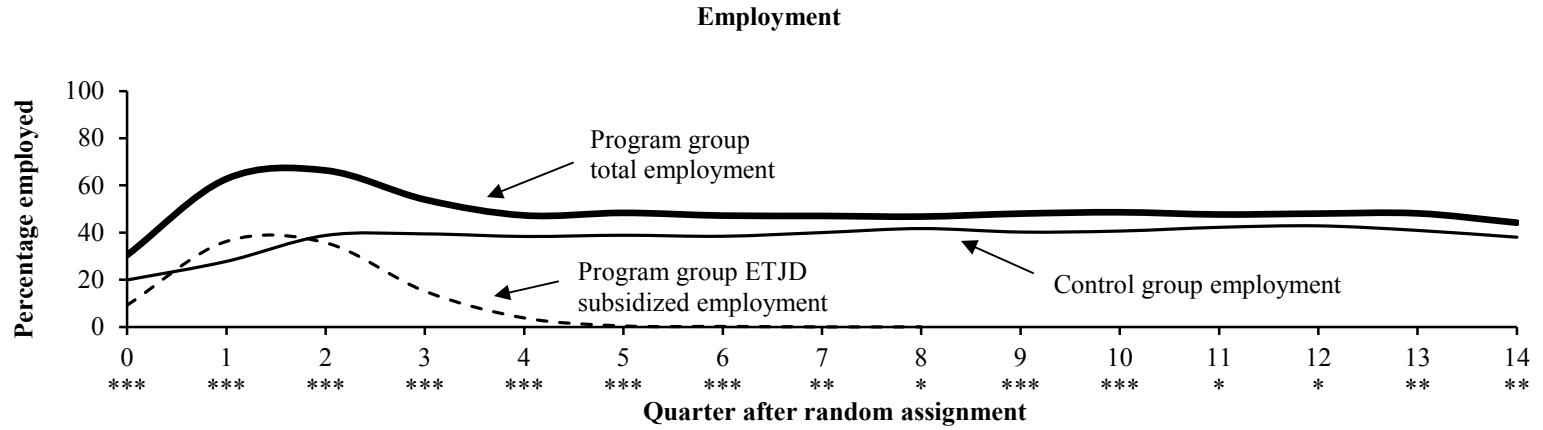 Employment
Percentage employed
100
80
60
40
20
0
Program group
total employment
Program group ETJD
subsidized employment
Control group employment
0 1 2 3 4 5 6 7 8 9 10 11 12 13 14
*** *** *** *** *** *** *** ** * *** *** * * ** **
Quarter after random assignment